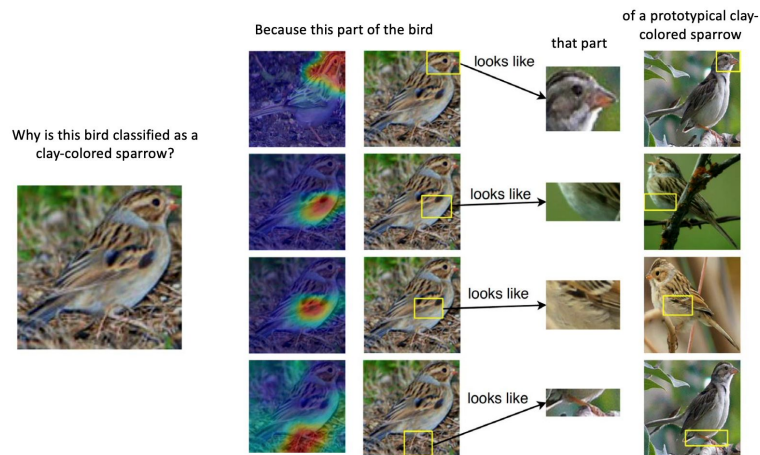 Because this part of the bird
of a prototypical clay-
colored sparrow
that part
looks like
Why is this bird classified as a
clay-colored sparrow?
looks like
looks like
looks like